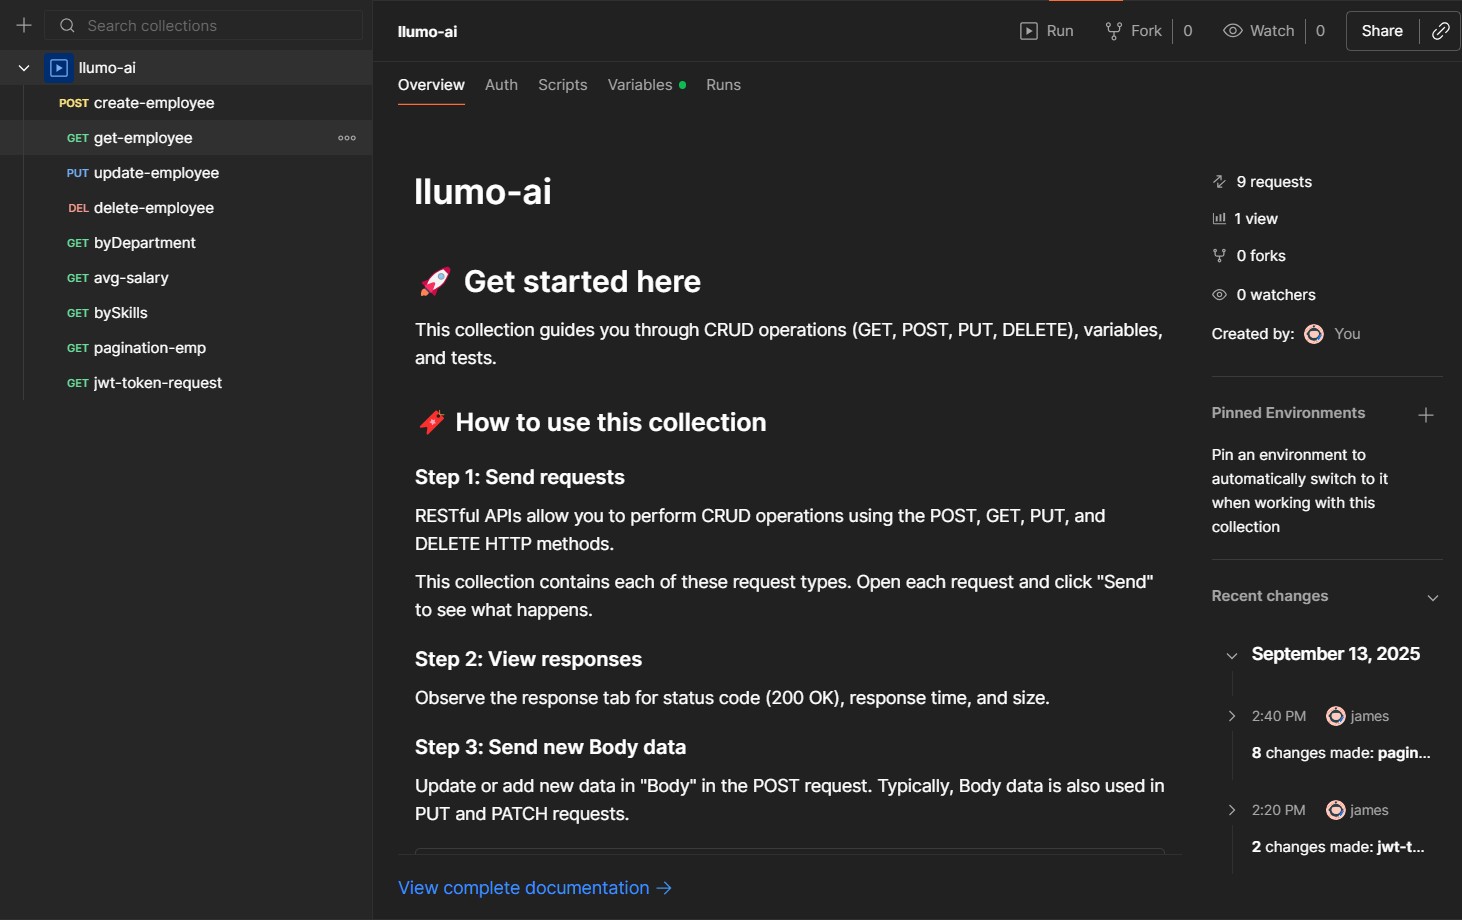 Search collections
llumo-ai
POST create-employee
GET get-employee
PUT update-employee
DEL delete-employee
GET byDepartment
GET avg-salary
GET bySkills
GET pagination-emp
GET jwt-token-request
llumo-ai
Run
Fork 0
Watch 0
Share
Overview Auth Scripts Variables Runs
llumo-ai
🚀 Get started here
This collection guides you through CRUD operations (GET, POST, PUT, DELETE), variables,
and tests.
🔖 How to use this collection
Step 1: Send requests
RESTful APIs allow you to perform CRUD operations using the POST, GET, PUT, and
DELETE HTTP methods.
This collection contains each of these request types. Open each request and click "Send"
to see what happens.
Step 2: View responses
Observe the response tab for status code (200 OK), response time, and size.
Step 3: Send new Body data
Update or add new data in "Body" in the POST request. Typically, Body data is also used in
PUT and PATCH requests.
View complete documentation →
9 requests
1 view
0 forks
0 watchers
Created by: You
Pinned Environments
Pin an environment to
automatically switch to it
when working with this
collection
Recent changes
September 13, 2025
2:40 PM james
8 changes made: pagin...
2:20 PM james
2 changes made: jwt-t...